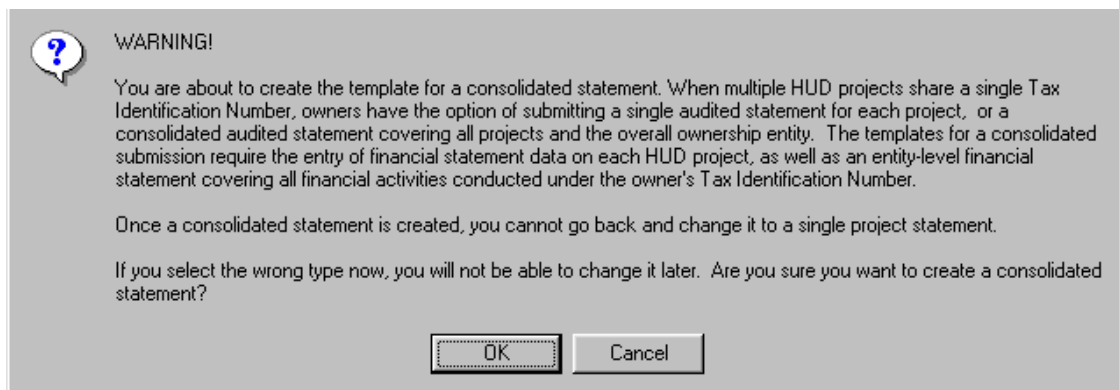 WARNING!
You are about to create the template for a consolidated statement. When multiple HUD projects share a single Tax
Identification Number, owners have the option of submitting a single audited statement for each project,  or a
consolidated audited statement covering all projects and the overall ownership entity.  The templates for a consolidated
submission require the entry of financial statement data on each HUD project, as well as an entity-level financial
statement covering all financial activities conducted under the owner's Tax Identification Number.
Once a consolidated statement is created, you cannot go back and change it to a single project statement.
If you select the wrong type now, you will not be able to change it later.  Are you sure you want to create a consolidated
statement?
OK Cancel